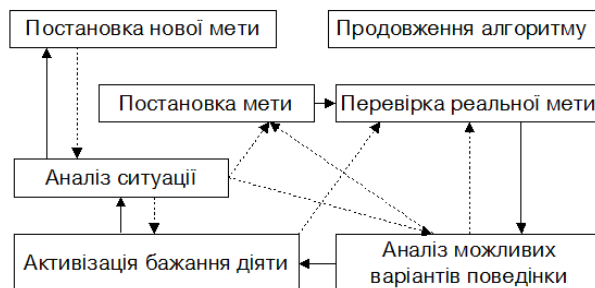 Постановка нової мети
Продовження алгоритму
Постановка мети
Перевірка реальної мети
Аналіз ситуації
Активізація бажання діяти
Аналіз можливих
варіантів поведінки